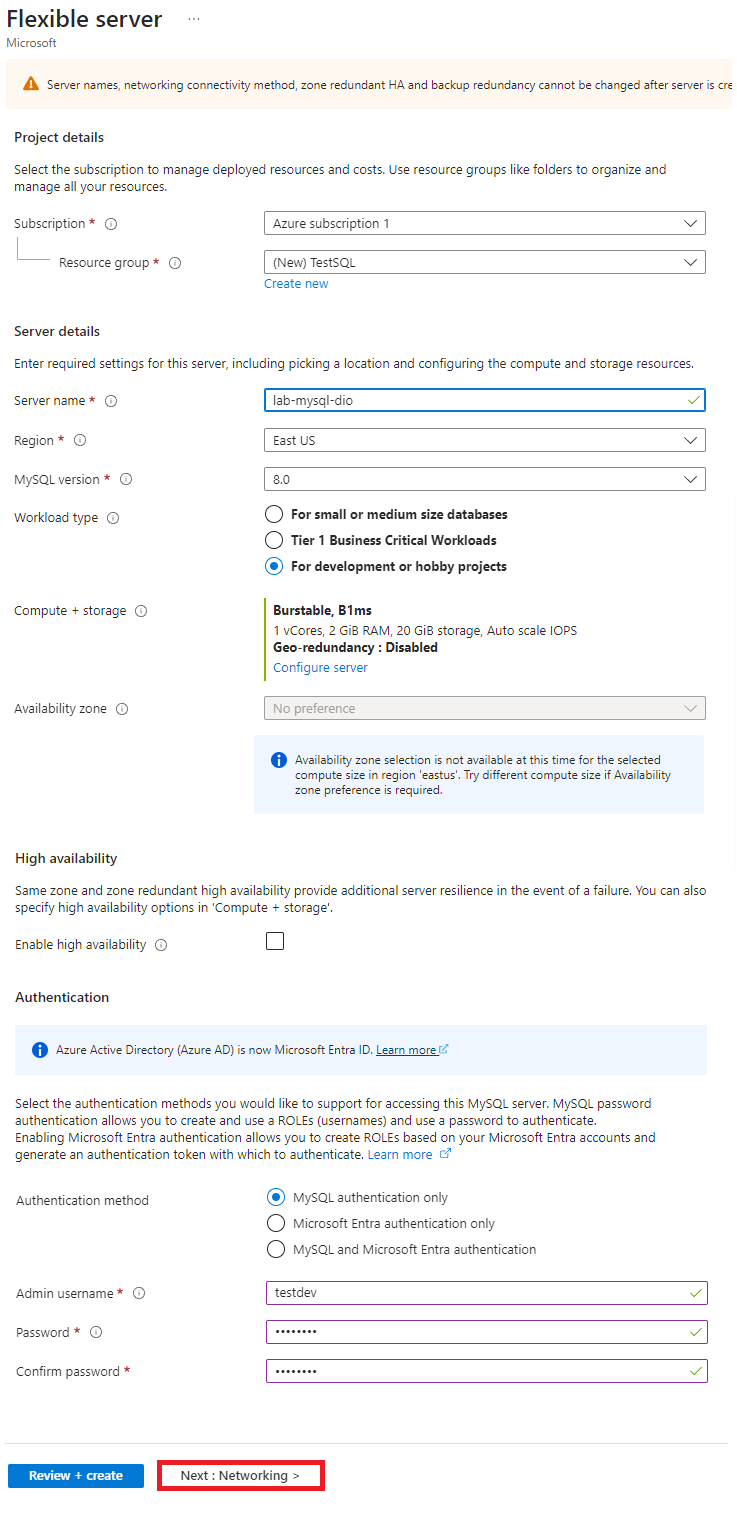 Flexible server ...
Microsoft
Server names, networking connectivity method, zone redundant HA and backup redundancy cannot be changed after server is cre
Project details
Select the subscription to manage deployed resources and costs. Use resource groups like folders to organize and
manage all your resources.
Subscription * Azure subscription 1
Resource group * (New) TestSQL
Create new
Server details
Enter required settings for this server, including picking a location and configuring the compute and storage resources.
Server name * lab-mysql-dio
Region * East US
MySQL version * 8.0
Workload type For small or medium size databases
Tier 1 Business Critical Workloads
For development or hobby projects
Compute + storage Burstable, B1ms
1 vCores, 2 GiB RAM, 20 GiB storage, Auto scale IOPS
Geo-redundancy : Disabled
Configure server
Availability zone No preference
Availability zone selection is not available at this time for the selected
compute size in region 'eastus'. Try different compute size if Availability
zone preference is required.
High availability
Same zone and zone redundant high availability provide additional server resilience in the event of a failure. You can also
specify high availability options in 'Compute + storage'.
Enable high availability
Authentication
Azure Active Directory (Azure AD) is now Microsoft Entra ID. Learn more
Select the authentication methods you would like to support for accessing this MySQL server. MySQL password
authentication allows you to create and use a ROLEs (usernames) and use a password to authenticate.
Enabling Microsoft Entra authentication allows you to create ROLEs based on your Microsoft Entra accounts and
generate an authentication token with which to authenticate. Learn more
Authentication method MySQL authentication only
Microsoft Entra authentication only
MySQL and Microsoft Entra authentication
Admin username * testdev
Password * ••••••••
Confirm password * ••••••••
Review + create Next : Networking >